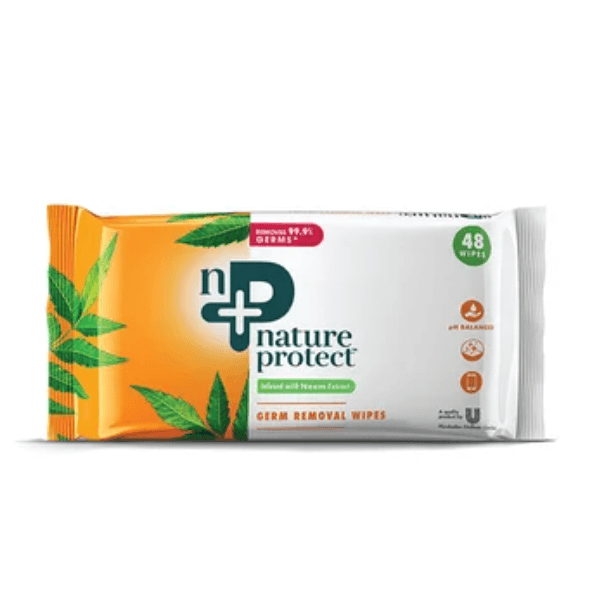 REMOVES 99.9%
GERMS*
48
WIPES
nP
nature
protect™
pH BALANCED
Infused with Neem Extract
GERM REMOVAL WIPES
A quality
product by